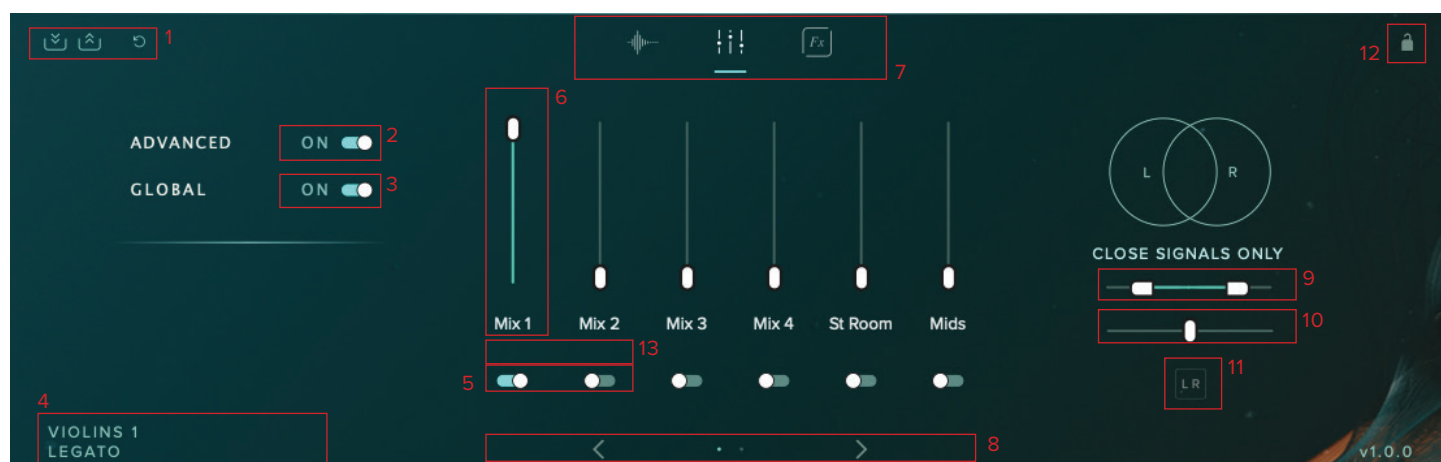 1
Fx
7
12
6
ADVANCED ON 2
GLOBAL ON 3
L R
CLOSE SIGNALS ONLY
9
10
Mix 1 Mix 2 Mix 3 Mix 4 St Room Mids
13
5
11
LR
4
VIOLINS 1
LEGATO
8
v1.0.0